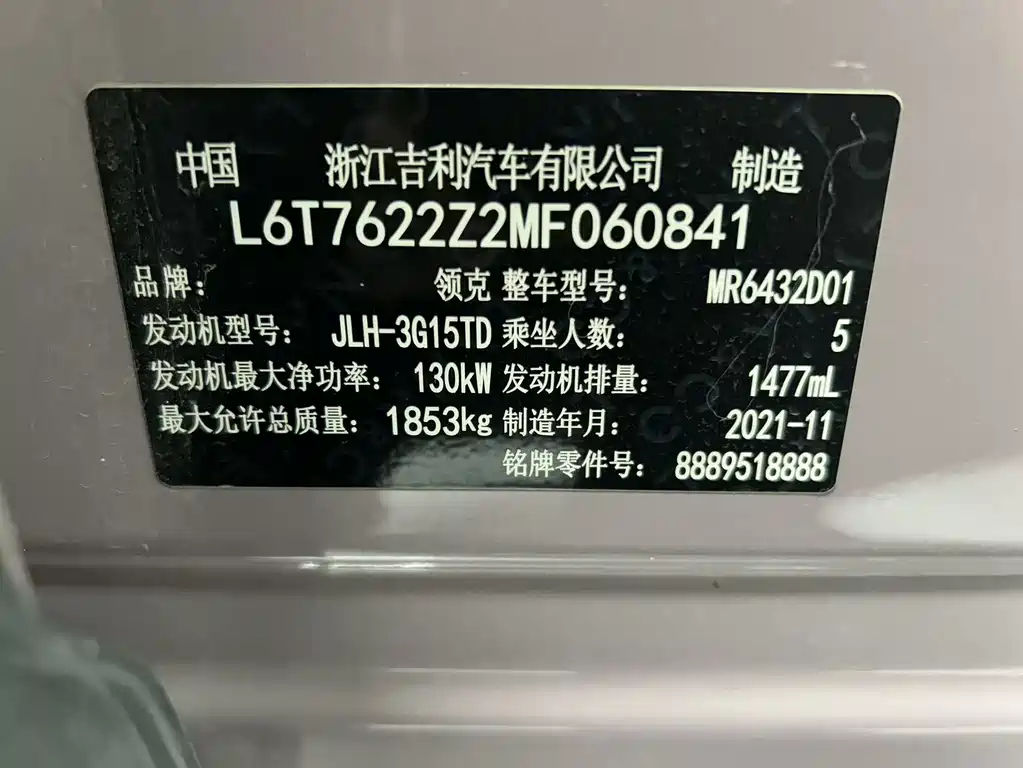 中国 浙江吉利汽车有限公司 制造
L6T7622Z2MF060841
品牌： 领克 整车型号： MR6432D01
发动机型号： JLH-3G15TD 乘坐人数： 5
发动机最大净功率： 130kW 发动机排量： 1477mL
最大允许总质量： 1853kg 制造年月： 2021-11
铭牌零件号： 8889518888